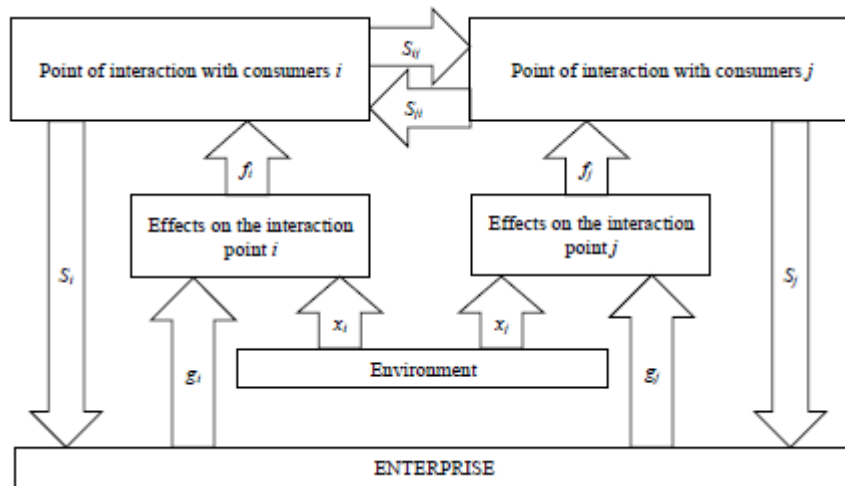 Point of interaction with consumers i
S_ij
Point of interaction with consumers j
S_ji
f_i
f_j
Effects on the interaction
point i
Effects on the interaction
point j
S_i
S_j
x_i
x_j
g_i
Environment
g_j
ENTERPRISE